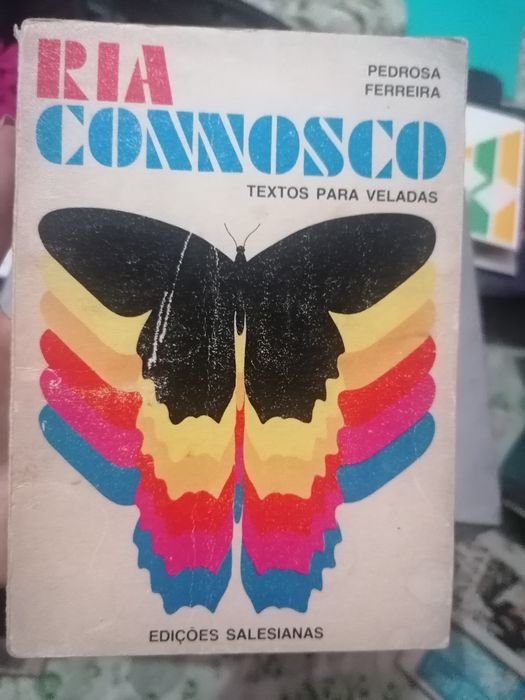 RIA
CONNOSCO
PEDROSA
FERREIRA
TEXTOS PARA VELADAS
EDIÇÕES SALESIANAS